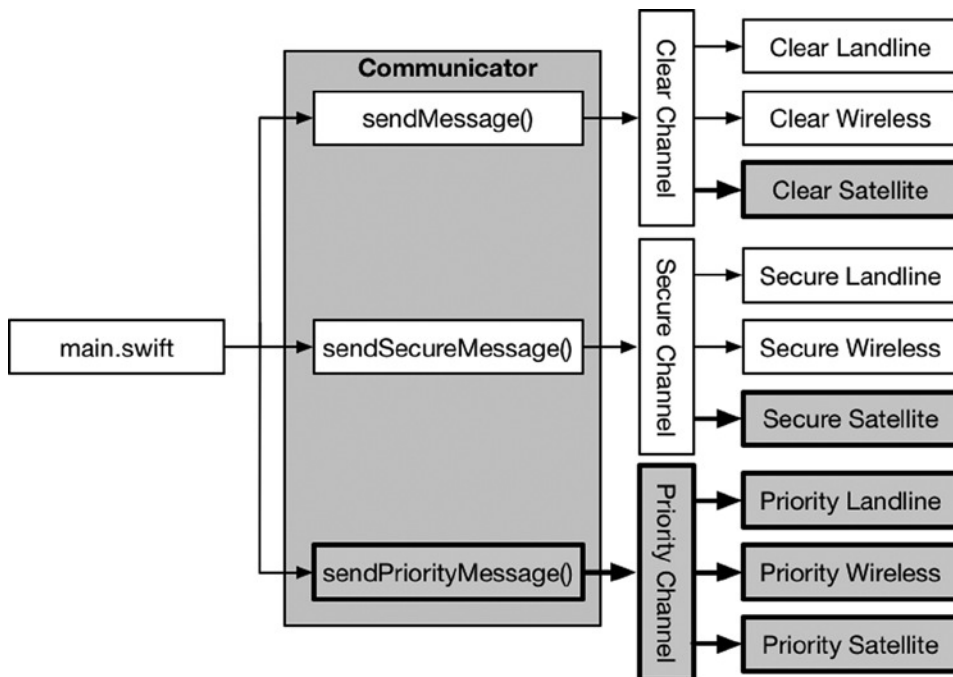 main.swift
Communicator
sendMessage()
sendSecureMessage()
sendPriorityMessage()
Clear Channel
Clear Landline
Clear Wireless
Clear Satellite
Secure Channel
Secure Landline
Secure Wireless
Secure Satellite
Priority Channel
Priority Landline
Priority Wireless
Priority Satellite